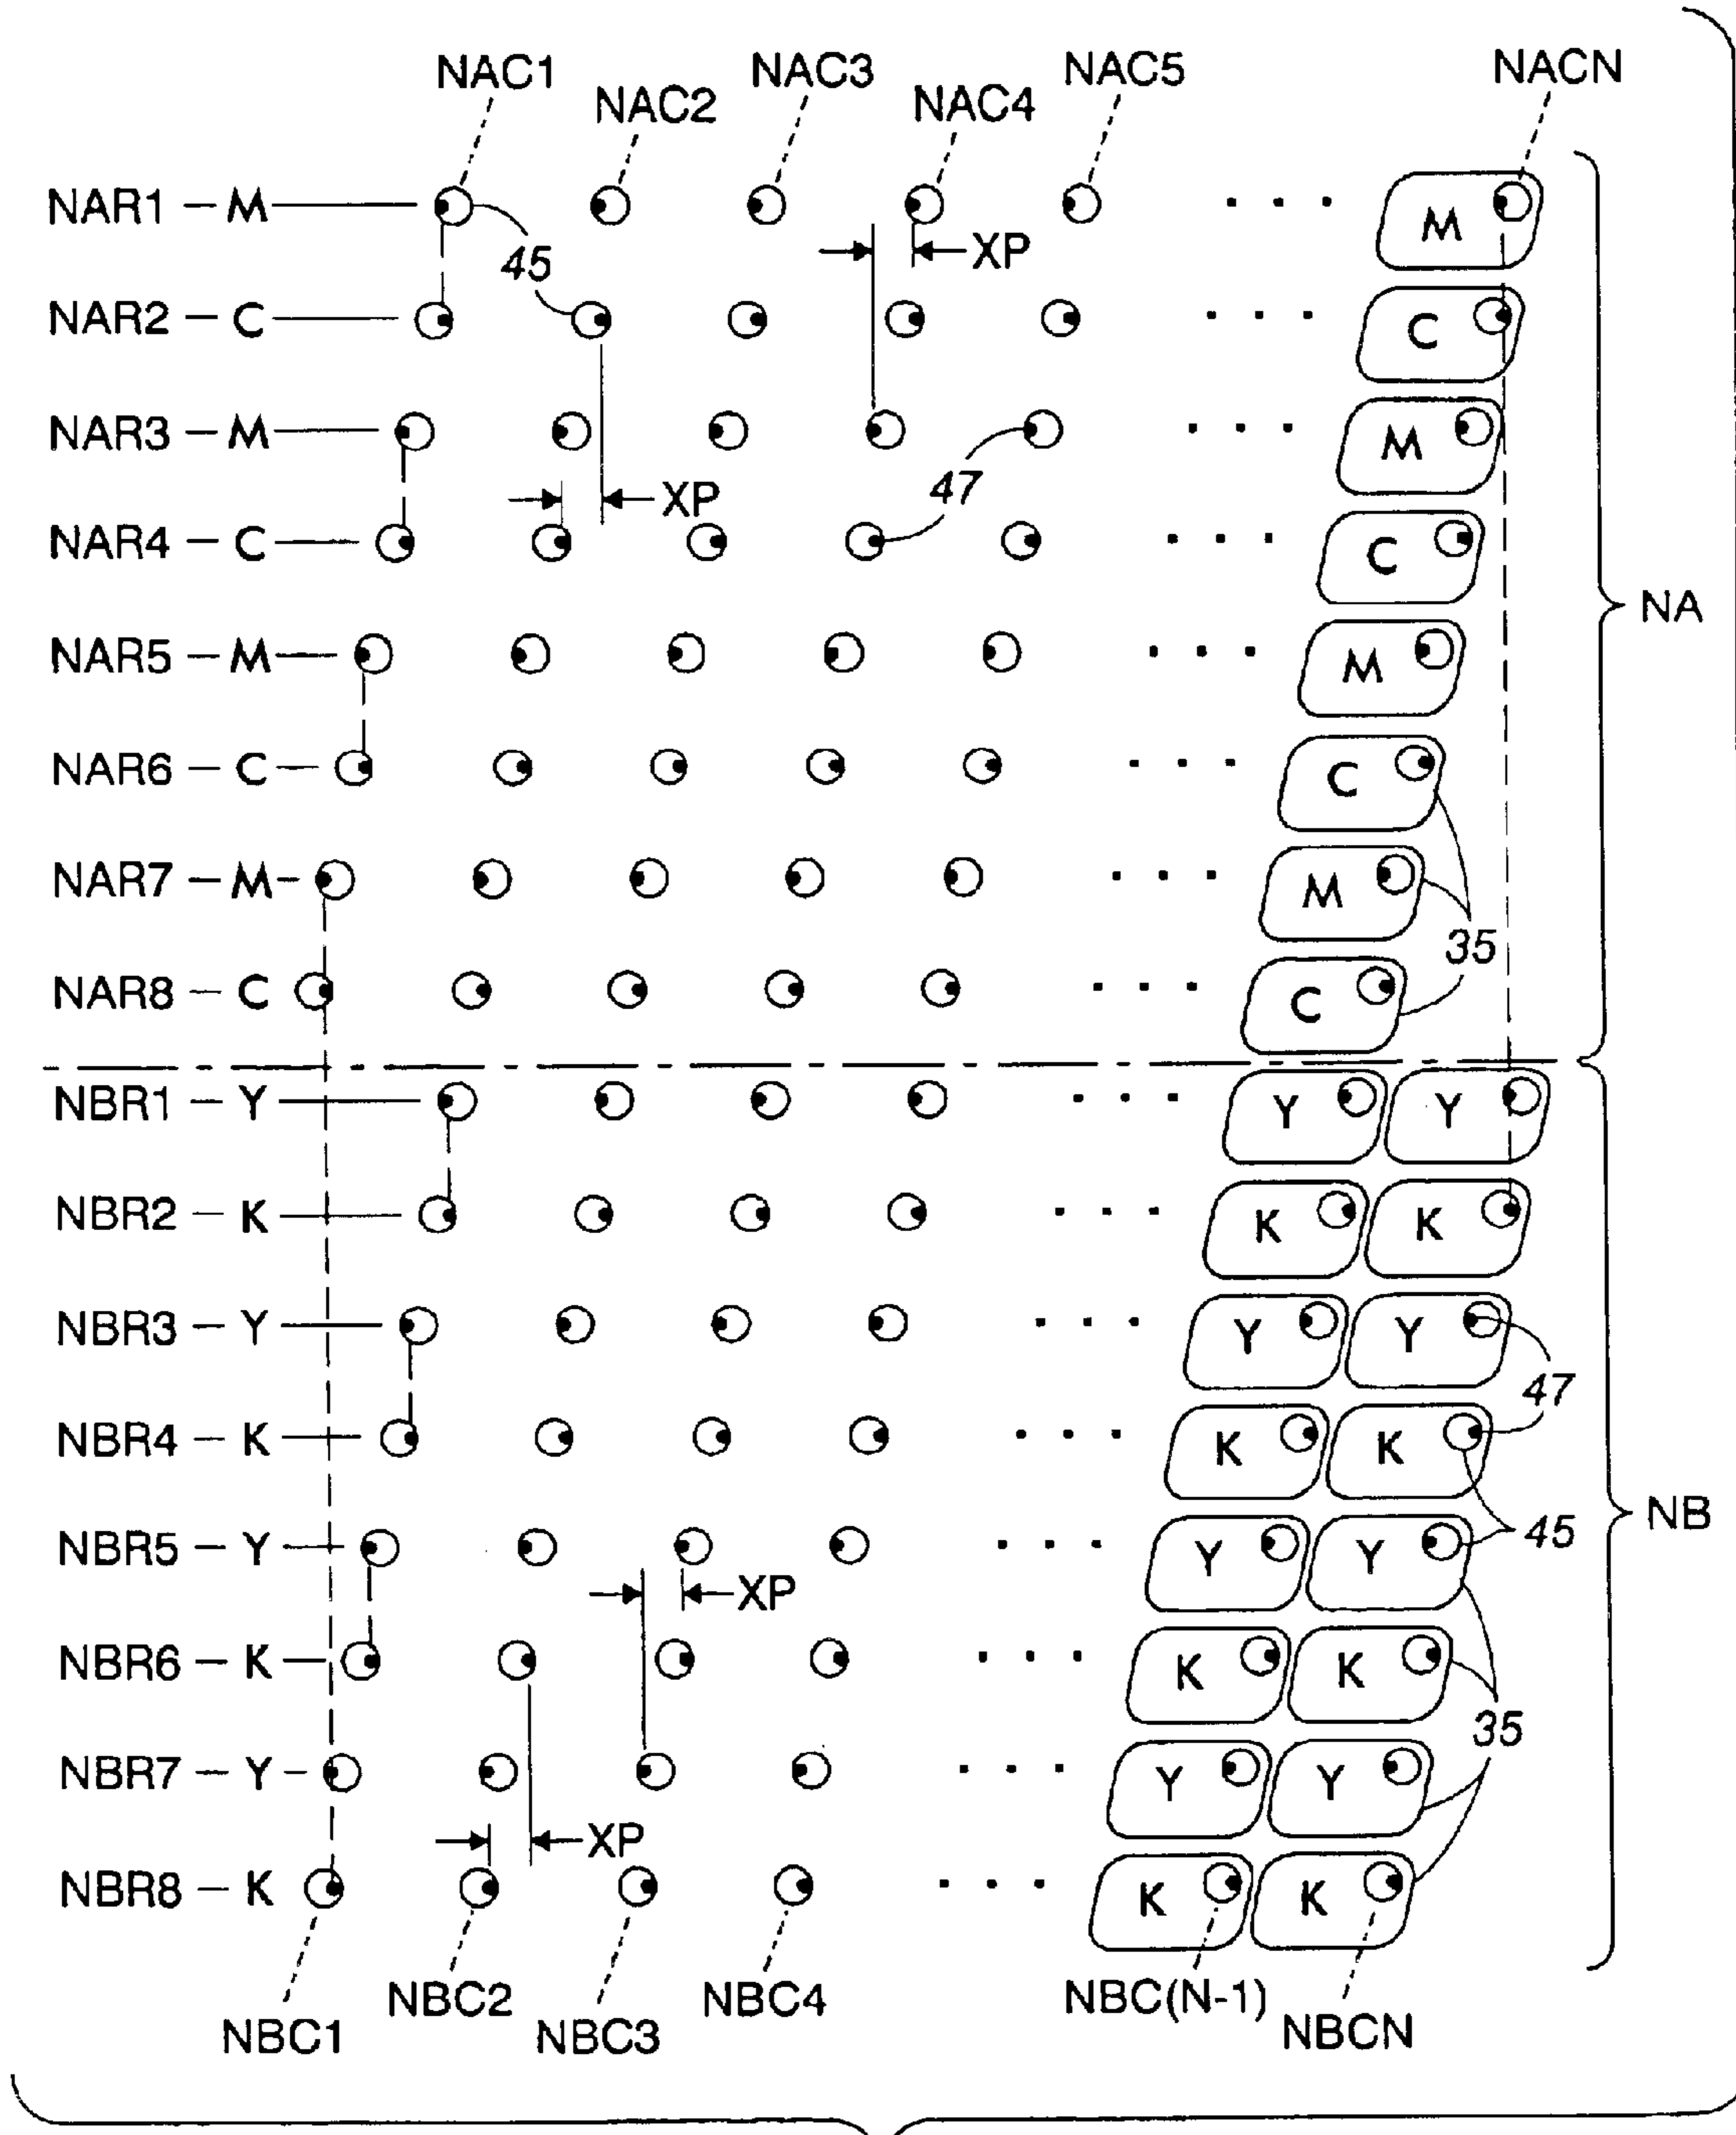 NAC1 NAC3 NAC5 NACN
NAC2 NAC4
NAR1 – M M
45 XP
NAR2 – C C
NAR3 – M M
XP 47
NAR4 – C C
NA
NAR5 – M M
NAR6 – C C
NAR7 – M M
35
NAR8 – C C
NBR1 – Y Y Y
NBR2 – K K K
NBR3 – Y Y Y
47
NBR4 – K K K
NB
45
NBR5 – Y Y Y
XP
NBR6 – K K K
35
NBR7 – Y Y Y
XP
NBR8 – K K K
NBC2 NBC4 NBC(N-1)
NBC1 NBC3 NBCN